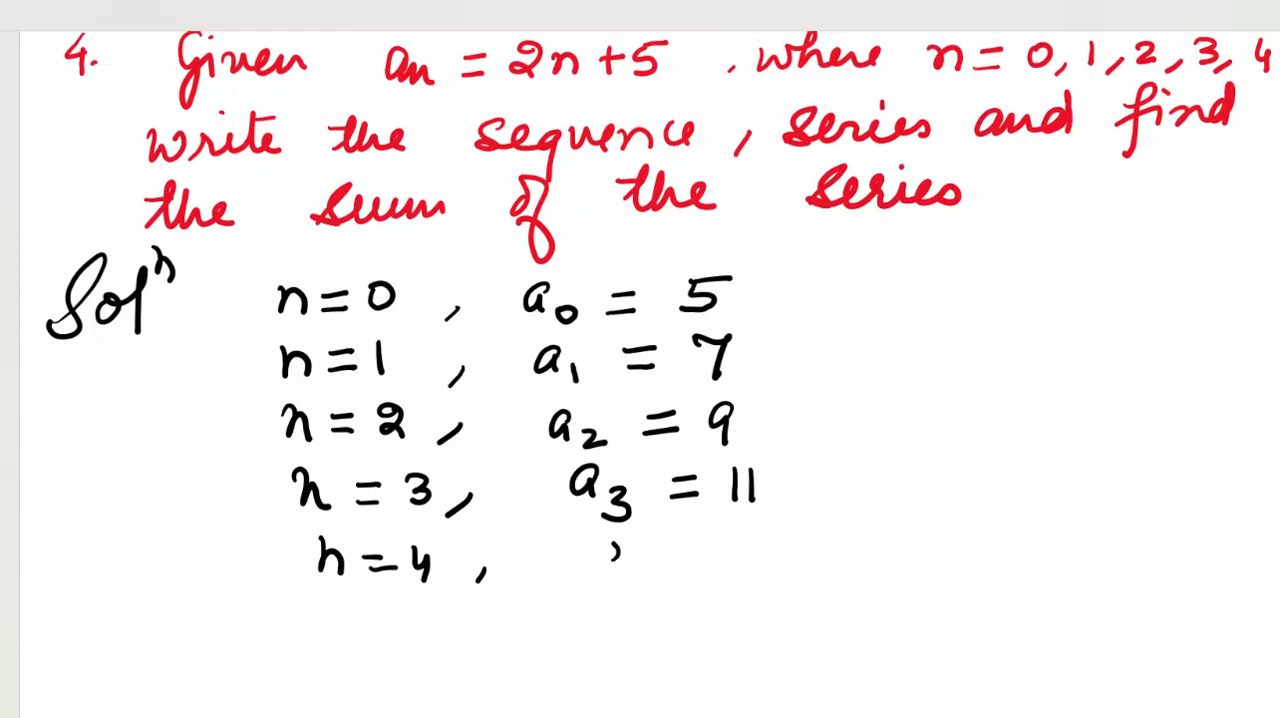 4. Given aₙ = 2n+5 . where n = 0, 1, 2, 3, 4
write the sequence, series and find
the sum of the series
Solⁿ n=0 , a₀ = 5
n=1 , a₁ = 7
n=2 , a₂ = 9
n=3 , a₃ = 11
n=4 ,